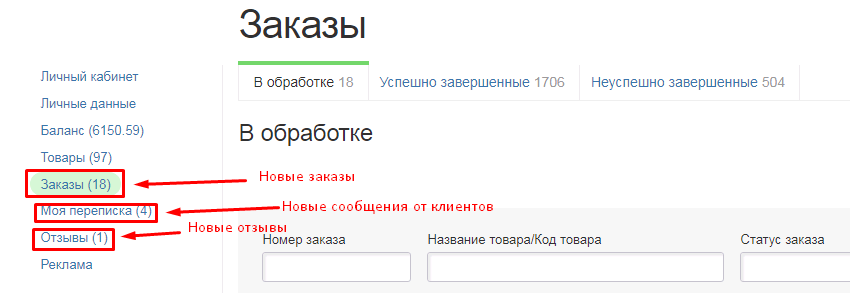 Заказы
Личный кабинет
Личные данные
Баланс (6150.59)
Товары (97)
Заказы (18)
Моя переписка (4)
Отзывы (1)
Реклама
В обработке 18 Успешно завершенные 1706 Неуспешно завершенные 504
В обработке
Новые заказы
Новые сообщения от клиентов
Новые отзывы
Номер заказа Название товара/Код товара Статус заказа